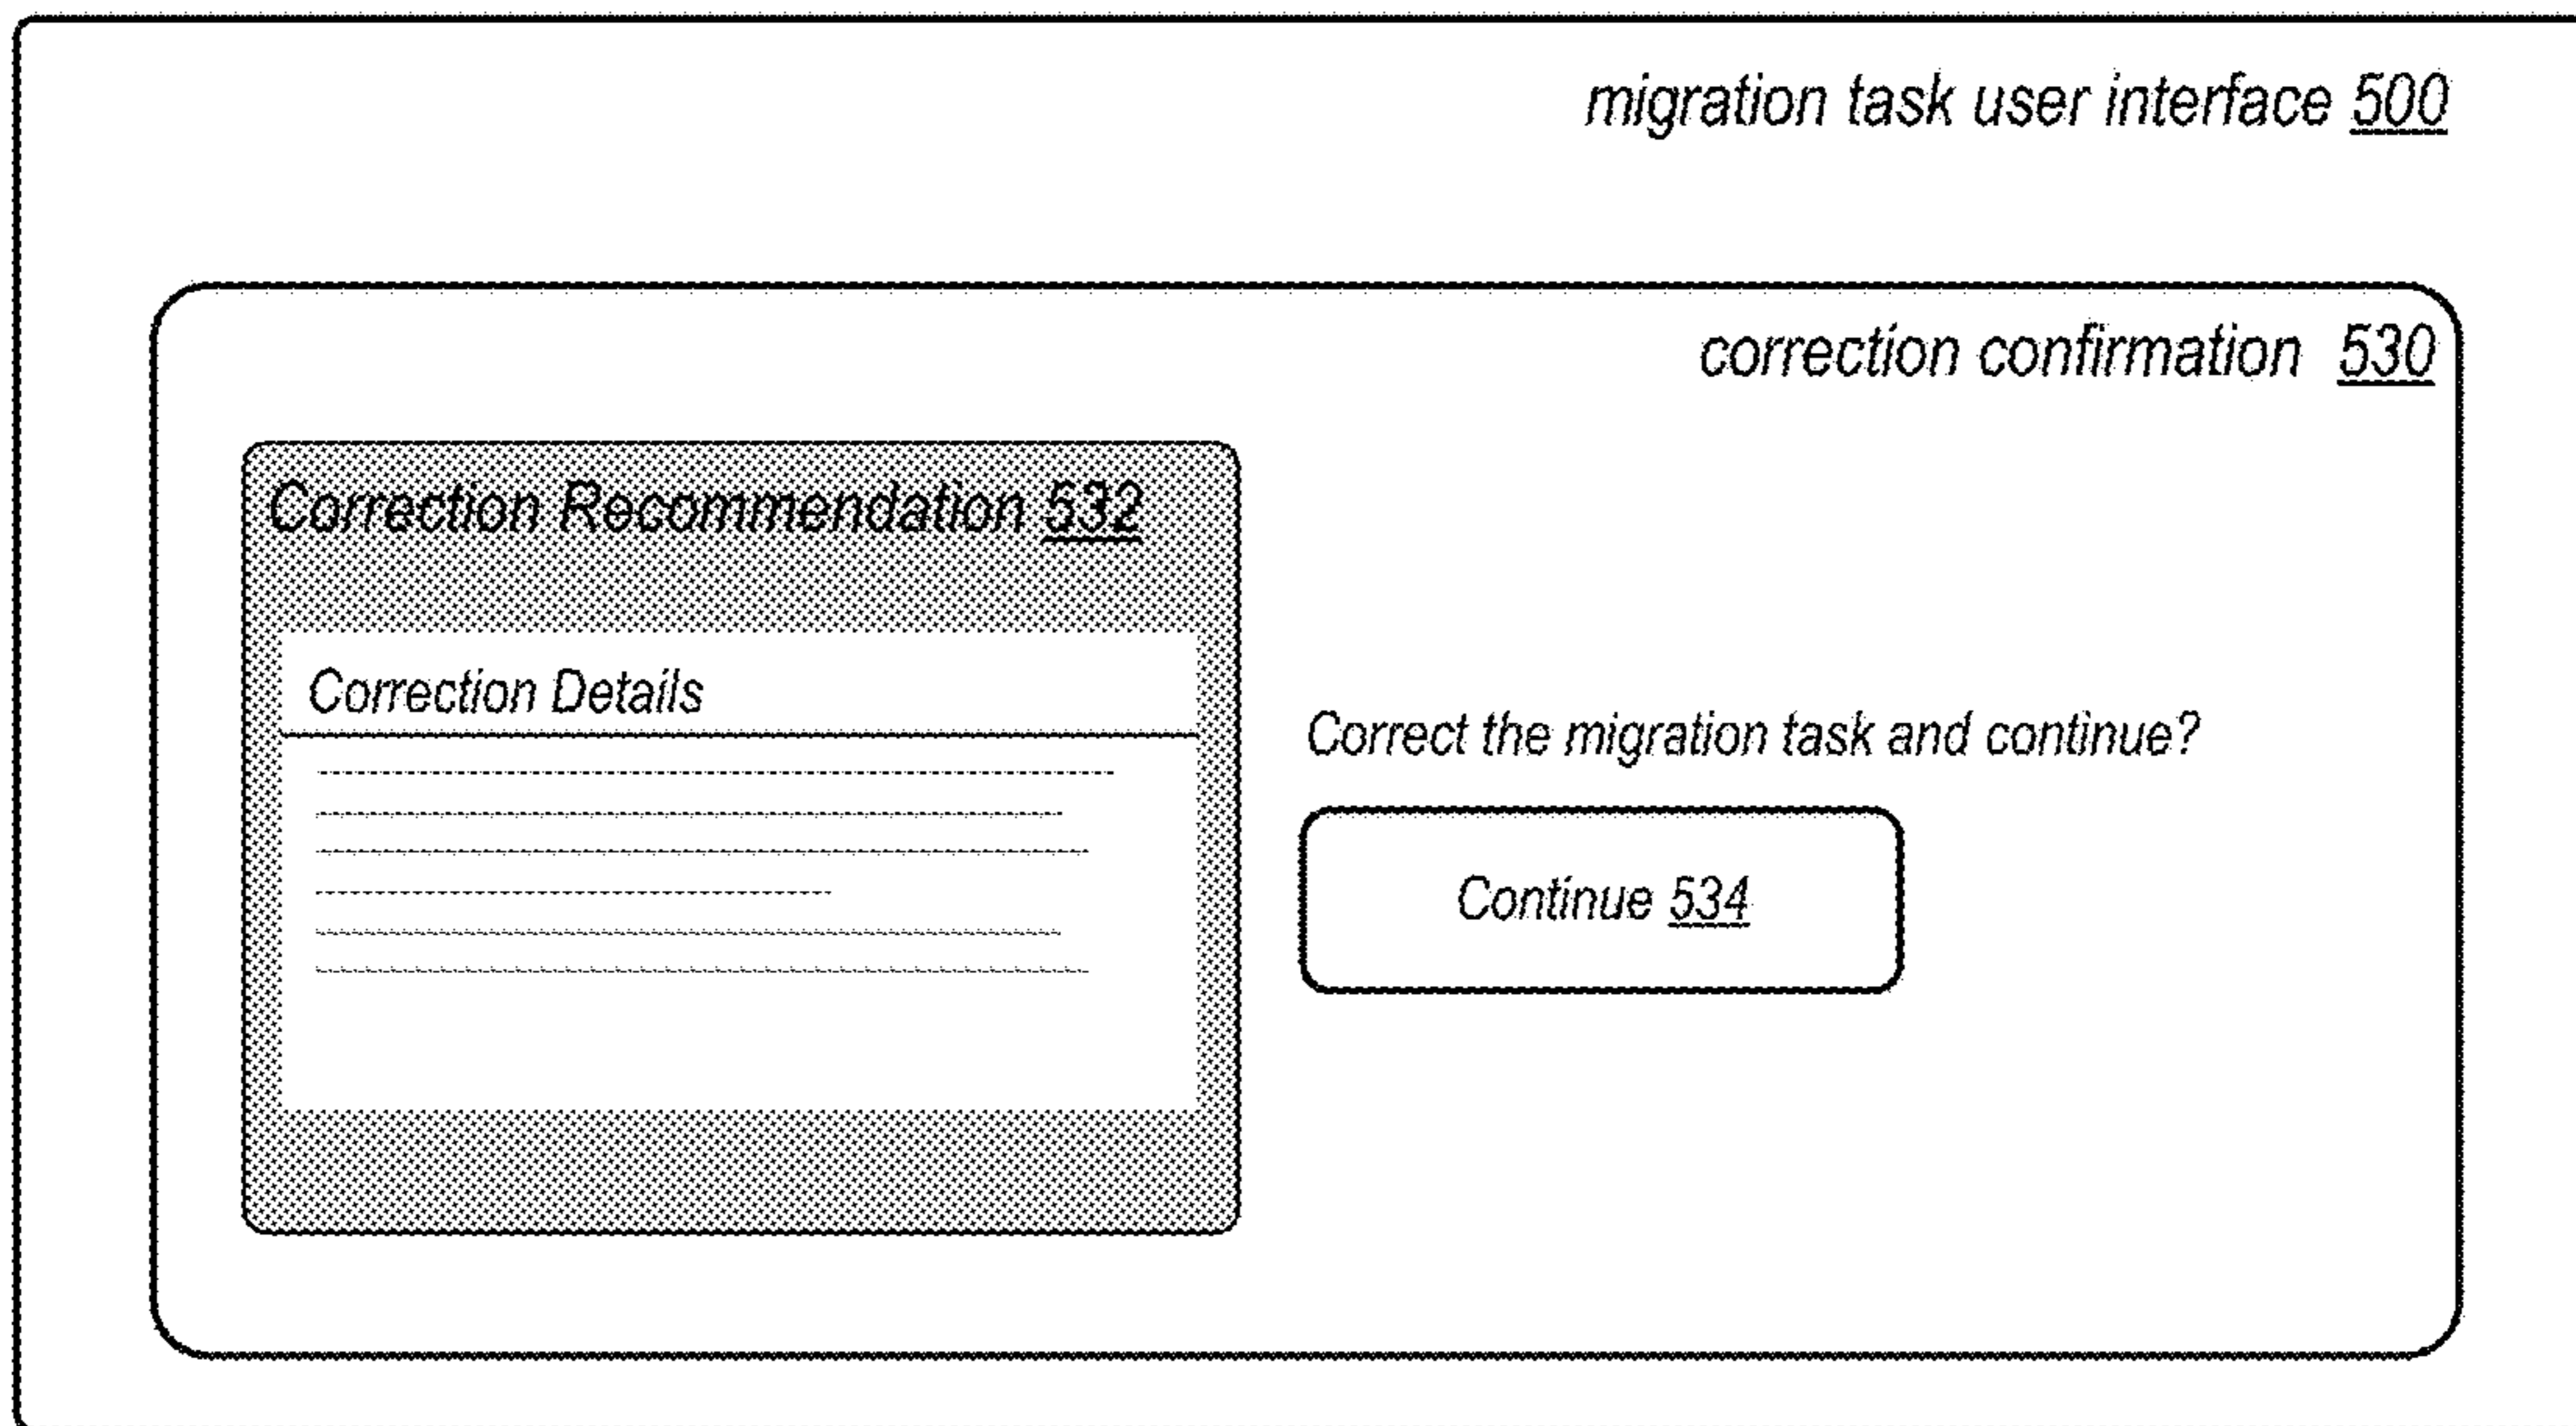 migration task user interface 500
correction confirmation 530
Correction Recommendation 532
Correction Details
Correct the migration task and continue?
Continue 534